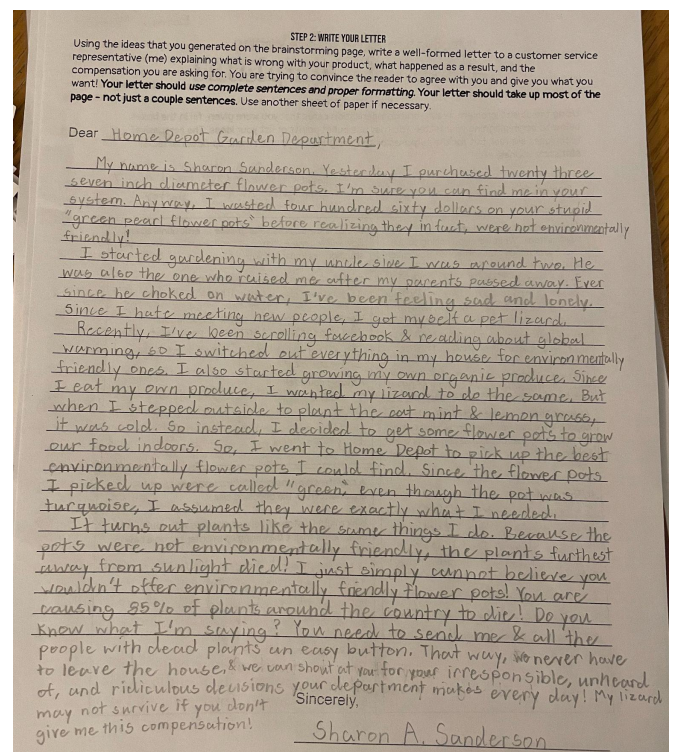 STEP 2: WRITE YOUR LETTER
Using the ideas that you generated on the brainstorming page, write a well-formed letter to a customer service
representative (me) explaining what is wrong with your product, what happened as a result, and the
compensation you are asking for. You are trying to convince the reader to agree with you and give you what you
want! Your letter should use complete sentences and proper formatting. Your letter should take up most of the
page - not just a couple sentences. Use another sheet of paper if necessary.
Dear Home Depot Garden Department,
My name is Sharon Sanderson. Yesterday I purchased twenty three
seven inch diameter flower pots. I'm sure you can find me in your
system. Anyway, I wasted four hundred sixty dollars on your stupid
"green pearl flower pots" before realizing they in fact, were not environmentally
friendly!
I started gardening with my uncle sive I was around two. He
was also the one who raised me after my parents passed away. Ever
since he choked on water, I've been feeling sad and lonely.
Since I hate meeting new people, I got myself a pet lizard.
Recently, I've been scrolling facebook & reading about global
warming, so I switched out everything in my house for environmentally
friendly ones. I also started growing my own organic produce. Since
I eat my own produce, I wanted my lizard to do the same. But
when I stepped outside to plant the cat mint & lemon grass,
it was cold. So instead, I decided to get some flower pots to grow
our food indoors. So, I went to Home Depot to pick up the best
environmentally flower pots I could find. Since the flower pots
I picked up were called "green", even though the pot was
turquoise, I assumed they were exactly what I needed.
It turns out plants like the same things I do. Because the
pots were not environmentally friendly, the plants furthest
away from sunlight died! I just simply cannot believe you
wouldn't offer environmentally friendly flower pots! You are
causing 85% of plants around the country to die! Do you
know what I'm saying? You need to send me & all the
people with dead plants an easy button. That way, we never have
to leave the house, & we can shout at you for your irresponsible, unheard
of, and ridiculous decisions your department makes every day! My lizard
may not survive if you don't
give me this compensation!
Sincerely,
Sharon A. Sanderson